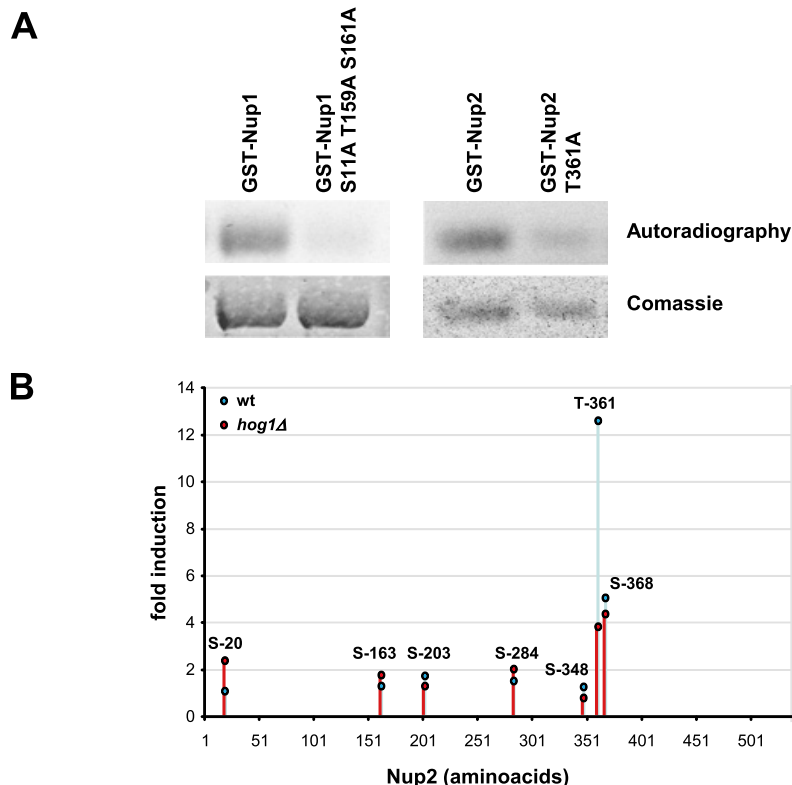 A
GST-Nup1
GST-Nup1
S11A T159A S161A
GST-Nup2
GST-Nup2
T361A
Autoradiography
Comassie
B
fold induction
14
12
10
8
6
4
2
0
wt
hog1Δ
S-20
S-163
S-203
S-284
S-348
T-361
S-368
1
51
101
151
201
251
301
351
401
451
501
Nup2 (aminoacids)